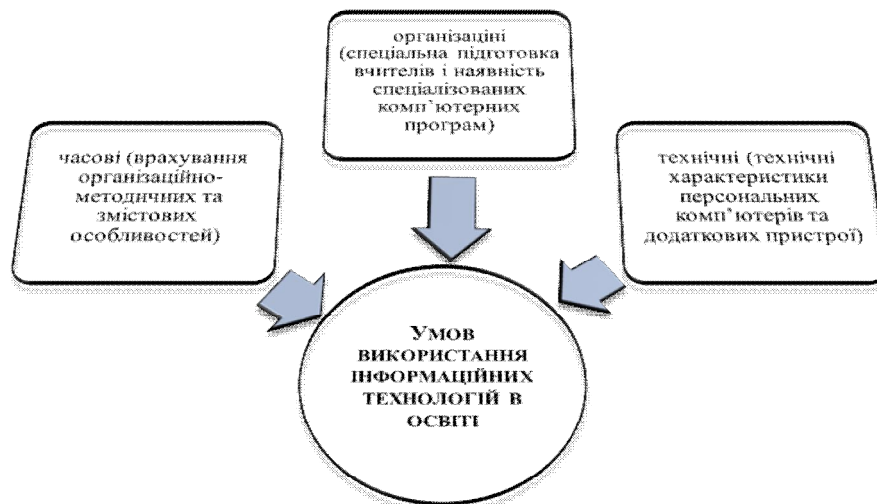 організаціні
(спеціальна підготовка
вчителів і наявність
спеціалізованих
комп`ютерних
програм)
часові (врахування
організаційно-
методичних та
змістових
особливостей)
технічні (технічні
характеристики
персональних
комп`ютерів та
додаткових пристрої)
УМОВ
ВИКОРИСТАННЯ
ІНФОРМАЦІЙНИХ
ТЕХНОЛОГІЙ В
ОСВІТІ